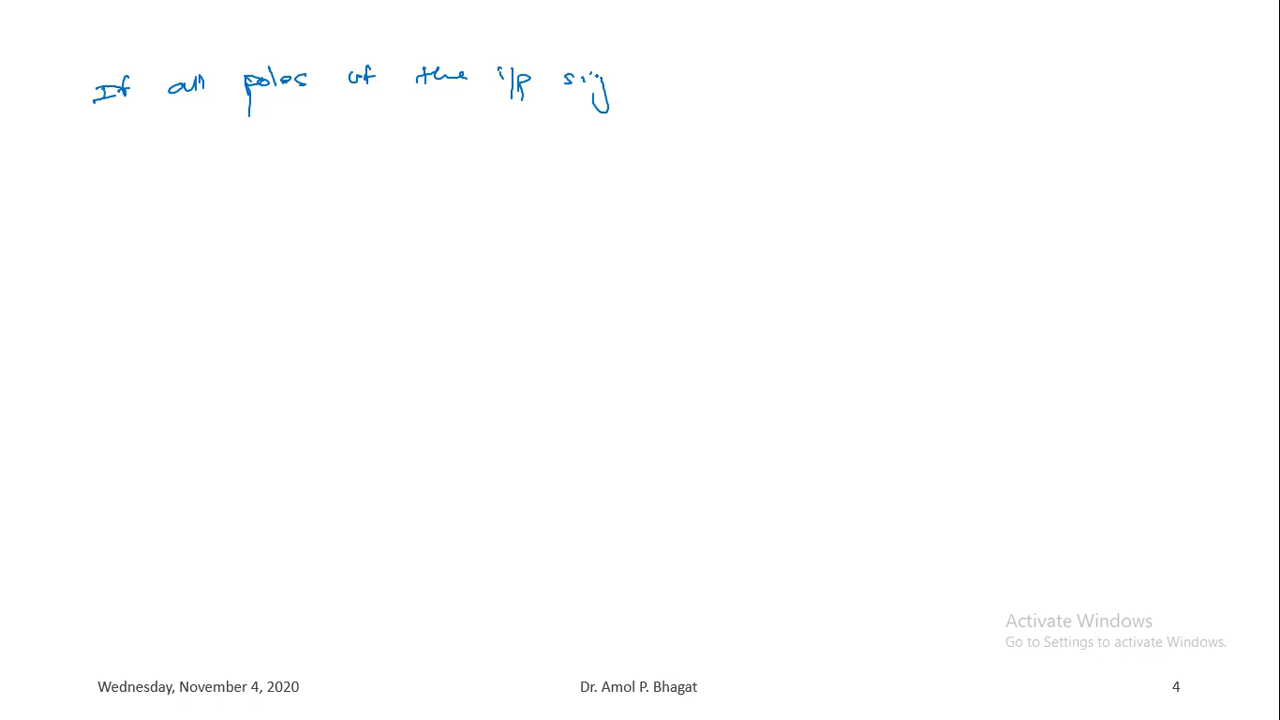 If all poles of the i/p sig
Activate Windows
Go to Settings to activate Windows.
Wednesday, November 4, 2020 Dr. Amol P. Bhagat 4